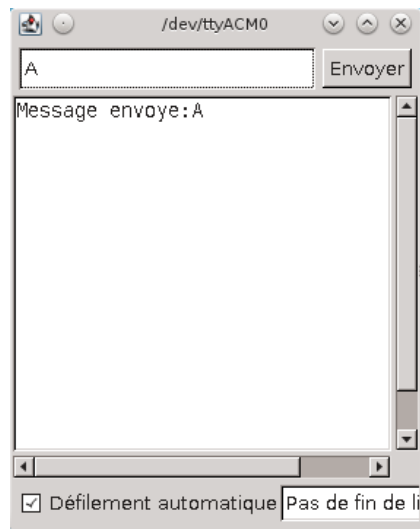 /dev/ttyACM0
A
Envoyer
Message envoye:A
Défilement automatique
Pas de fin de li